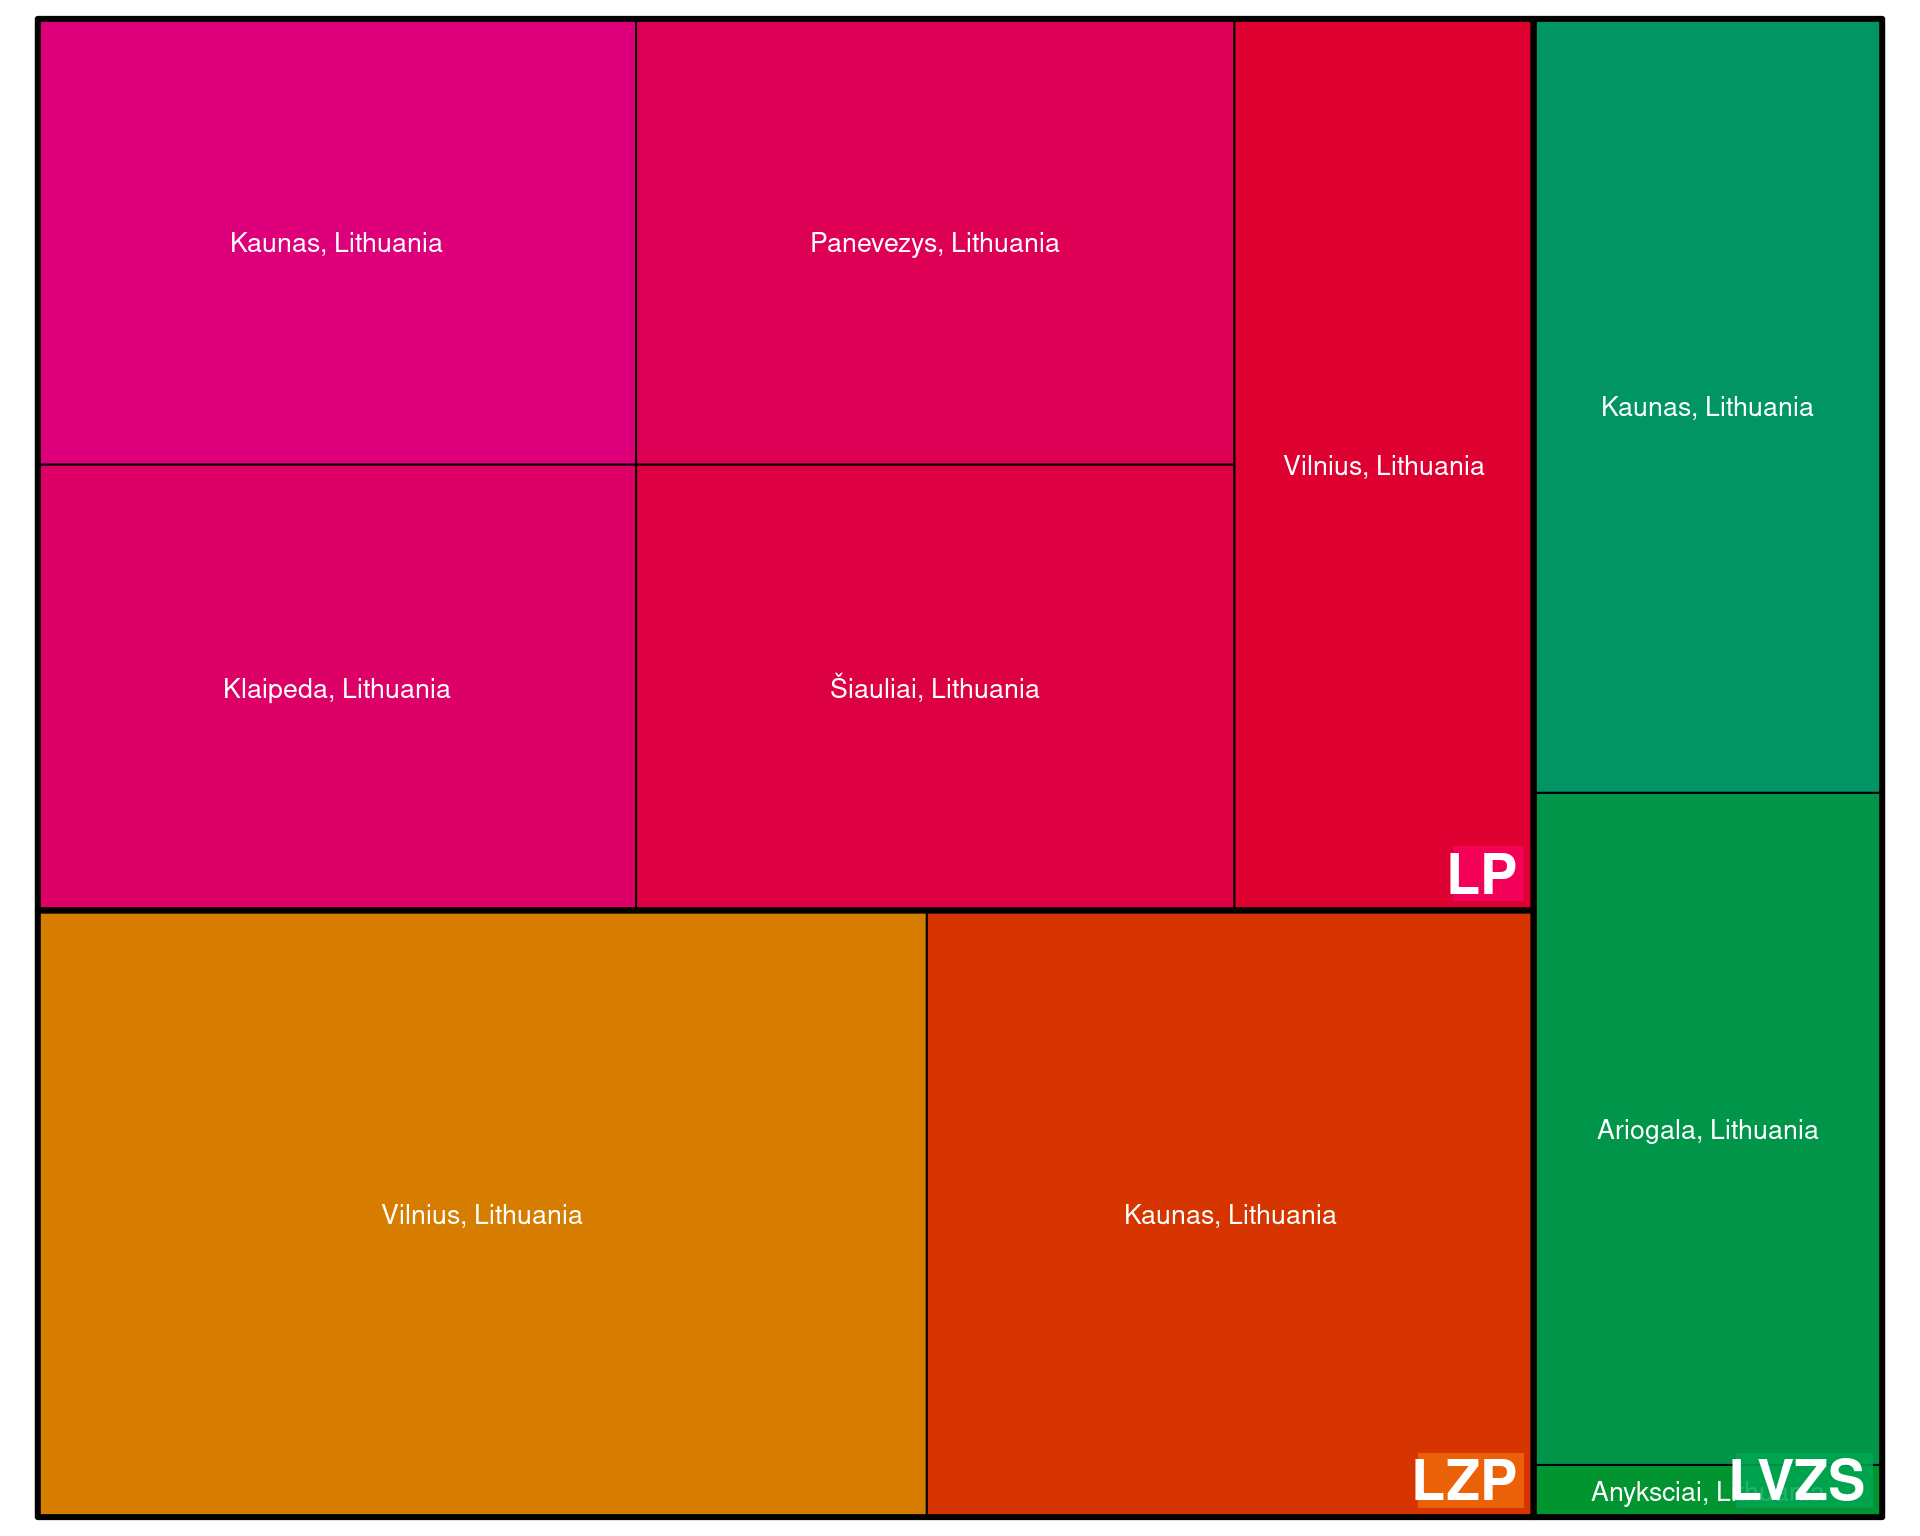 Kaunas, Lithuania
Panevezys, Lithuania
Vilnius, Lithuania
Kaunas, Lithuania
Klaipeda, Lithuania
Šiauliai, Lithuania
LP
Ariogala, Lithuania
Vilnius, Lithuania
Kaunas, Lithuania
LZP
Anyksciai, Lithuania
LVZS